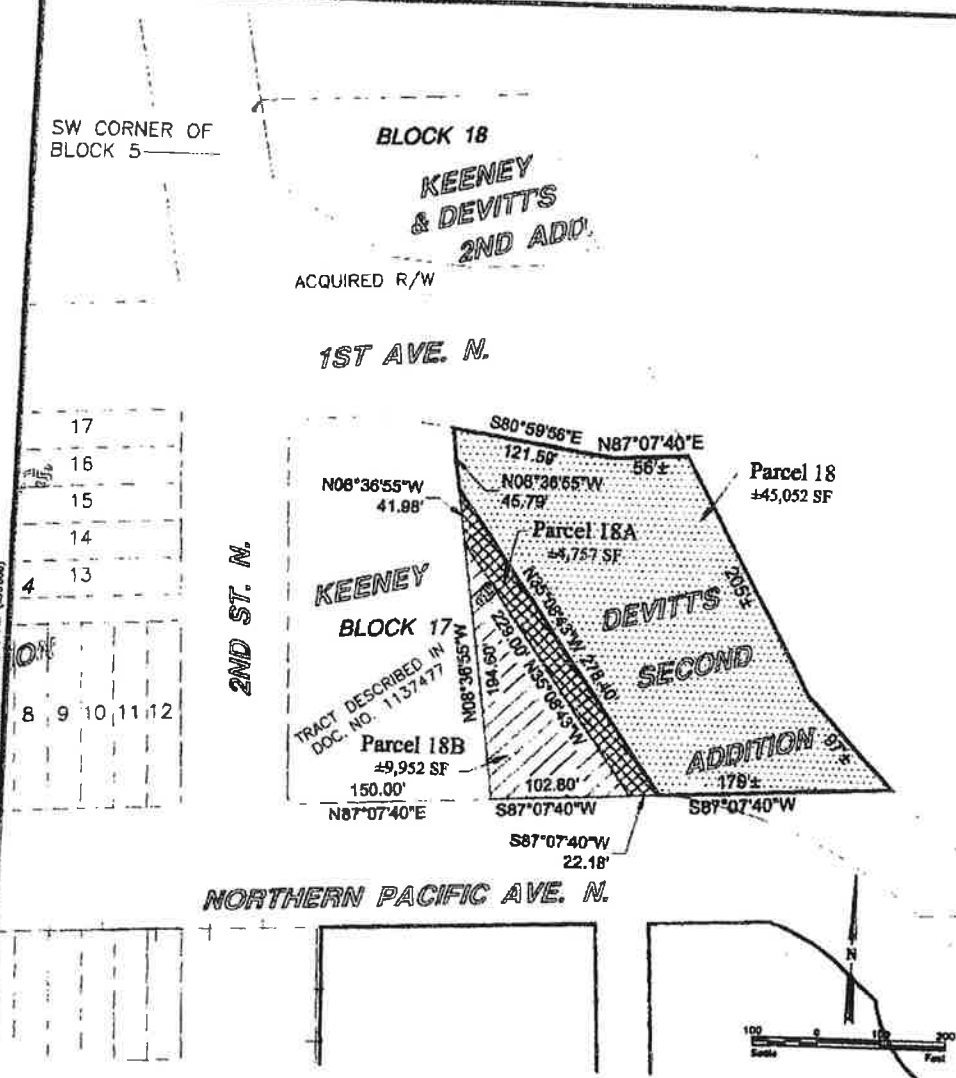 SW CORNER OF
BLOCK 5
BLOCK 18
KEENEY
& DEVITT'S
2ND ADD.
ACQUIRED R/W
1ST AVE. N.
17
16
15
14
13
4
8 9 10 11 12
2ND ST. N.
S80°59'56"E
121.59'
N87°07'40"E
56'±
Parcel 18
±45,052 SF
N08°36'55"W
41.98'
N08°36'55"W
45.79'
Parcel 18A
±4,757 SF
KEENEY
BLOCK 17
DEVITTS
SECOND
ADDITION
N35°08'43"W 278.40'
229.00' N35°08'43"W
N08°36'55"W
194.60'
205'±
97'±
TRACT DESCRIBED IN
DOC. NO. 1137477
Parcel 18B
±9,952 SF
150.00'
N87°07'40"E
102.80'
S87°07'40"W
179'±
S87°07'40"W
S87°07'40"W
22.18'
NORTHERN PACIFIC AVE. N.
N
100 0 100 200
Scale Feet